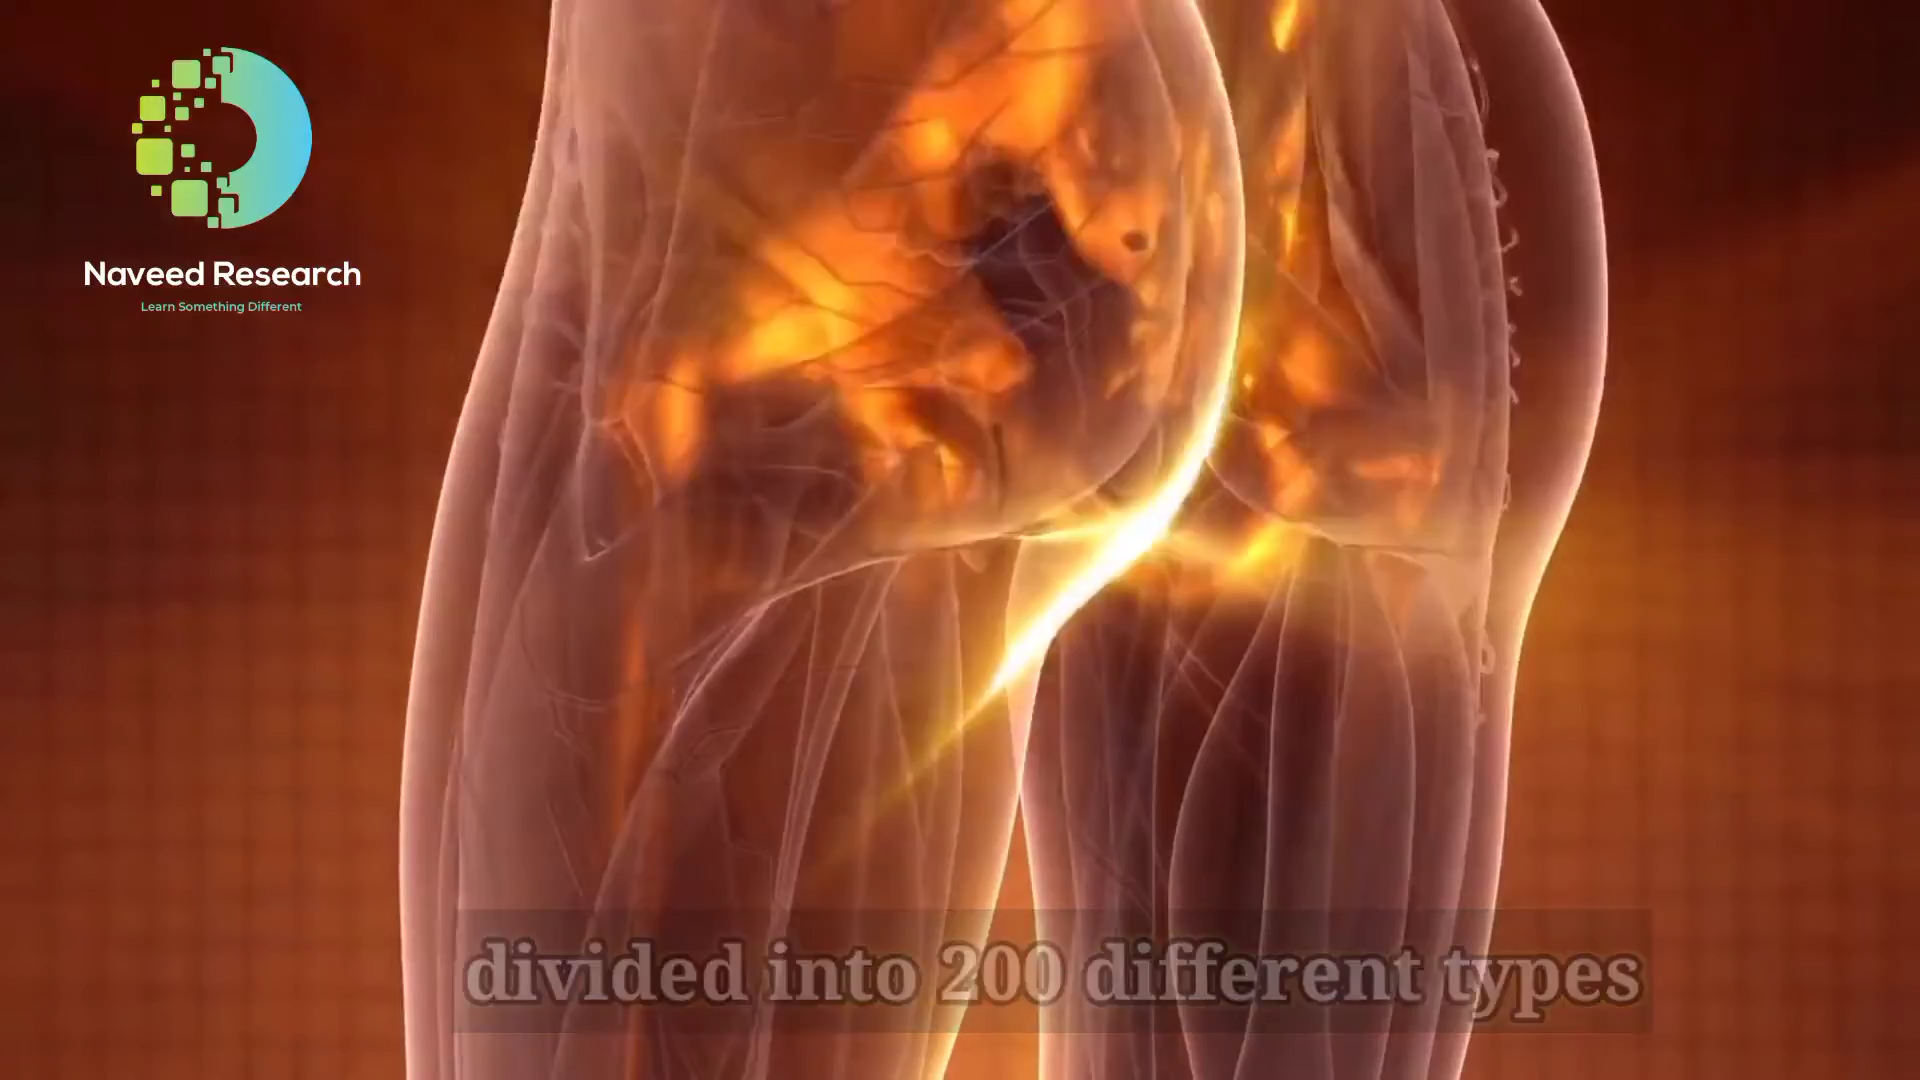 Naveed Research
Learn Something Different
divided into 200 different types